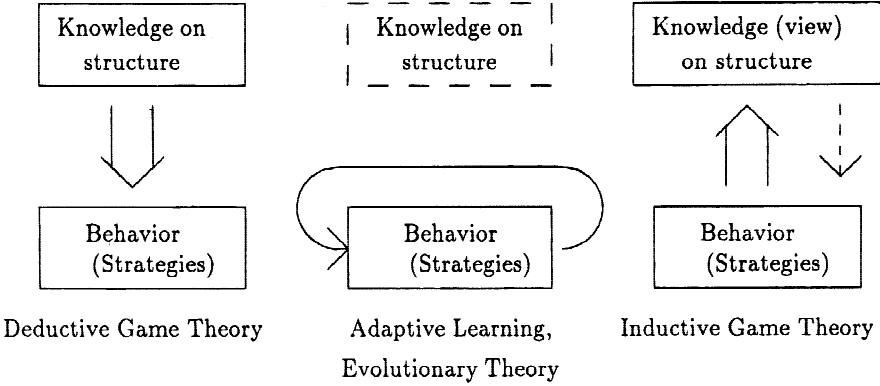 Knowledge on
structure
Behavior
(Strategies)
Deductive Game Theory
Knowledge on
structure
Behavior
(Strategies)
Adaptive Learning,
Evolutionary Theory
Knowledge (view)
on structure
Behavior
(Strategies)
Inductive Game Theory